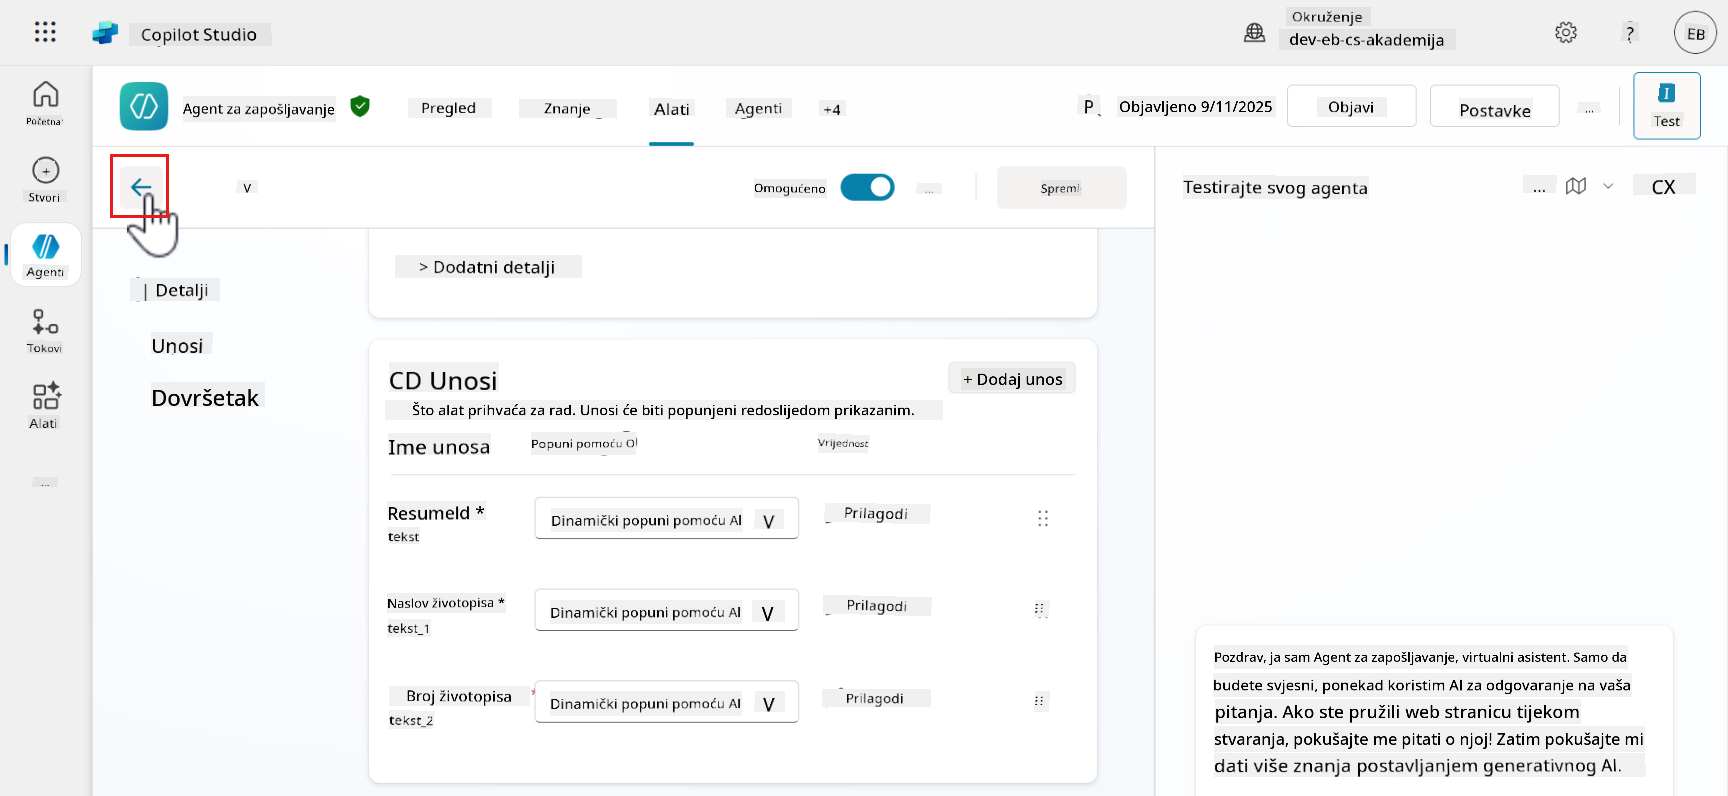 Copilot Studio
Okruženje
dev-eb-cs-akademija
?
EB
Početna
Stvori
Agenti
Tokovi
Alati
...
Agent za zapošljavanje
Pregled
Znanje
Alati
Agenti
+4
P
Objavljeno 9/11/2025
Objavi
Postavke
...
Test
V
Omogućeno
...
Spremi
Testirajte svog agenta
...
CX
| Detalji
Unosi
Dovršetak
> Dodatni detalji
CD Unosi
+ Dodaj unos
Što alat prihvaća za rad. Unosi će biti popunjeni redoslijedom prikazanim.
Ime unosa
Popuni pomoću
Vrijednost
ResumeId *
tekst
Dinamički popuni pomoću AI V
Prilagodi
Naslov životopisa *
tekst_1
Dinamički popuni pomoću AI V
Prilagodi
Broj životopisa *
tekst_2
Dinamički popuni pomoću AI V
Prilagodi
Pozdrav, ja sam Agent za zapošljavanje, virtualni asistent. Samo da
budete svjesni, ponekad koristim AI za odgovaranje na vaša
pitanja. Ako ste pružili web stranicu tijekom
stvaranja, pokušajte me pitati o njoj! Zatim pokušajte mi
dati više znanja postavljanjem generativnog AI.